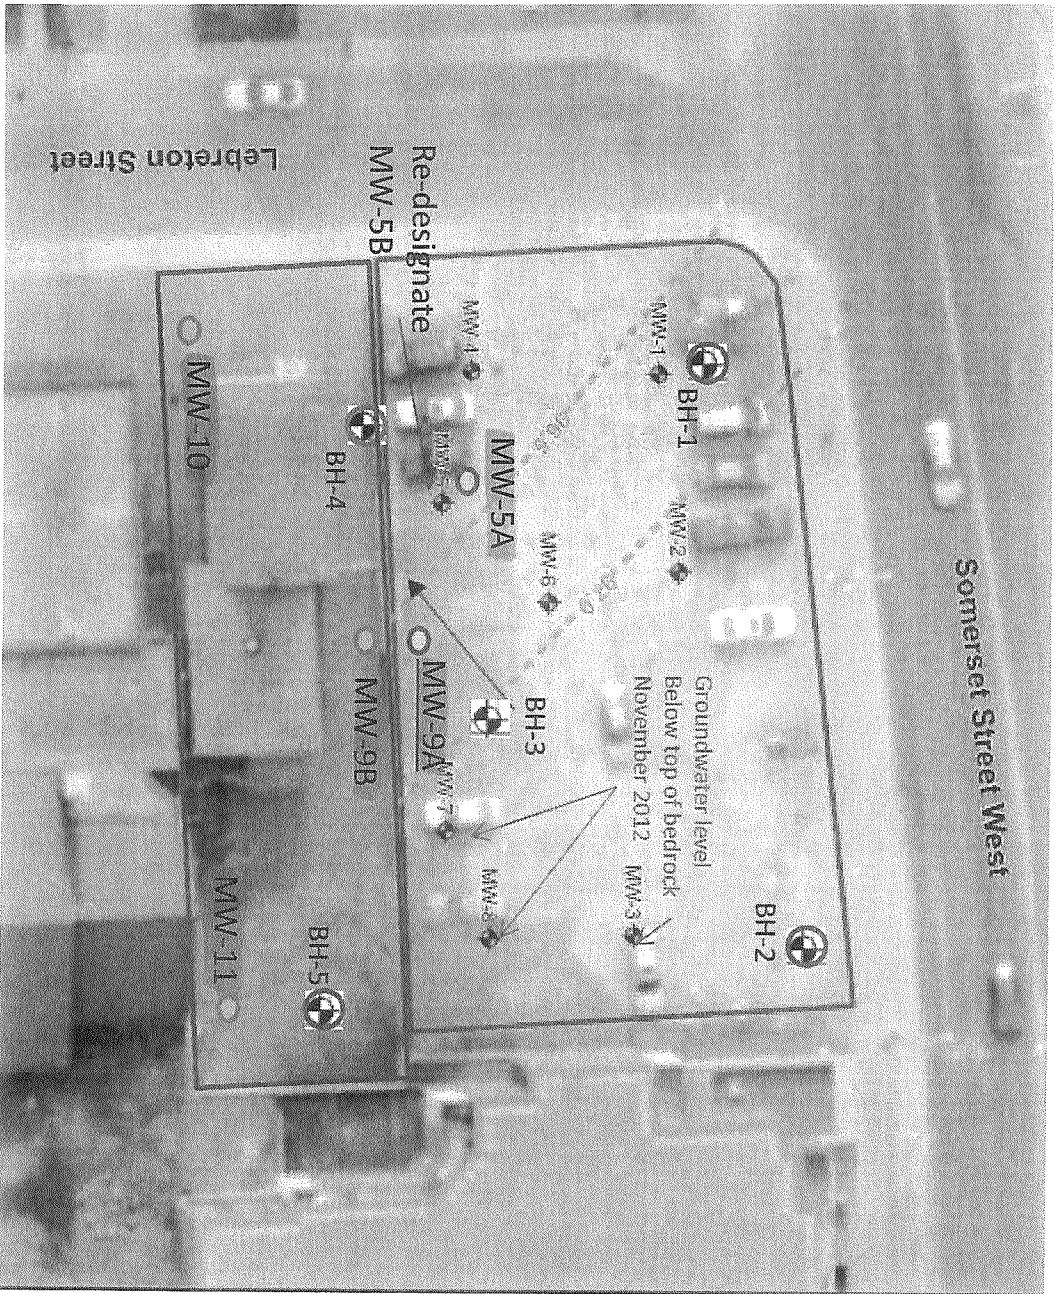 Somerset Street West
Lebreton Street
BH-1
BH-2
MW-1
MW-2
MW-3
Groundwater level
Below top of bedrock
November 2012
MW-4
MW-5A
MW-6
BH-3
MW-7
MW-8
Re-designate
MW-5B
MW-9A
MW-9B
BH-4
BH-5
MW-10
MW-11